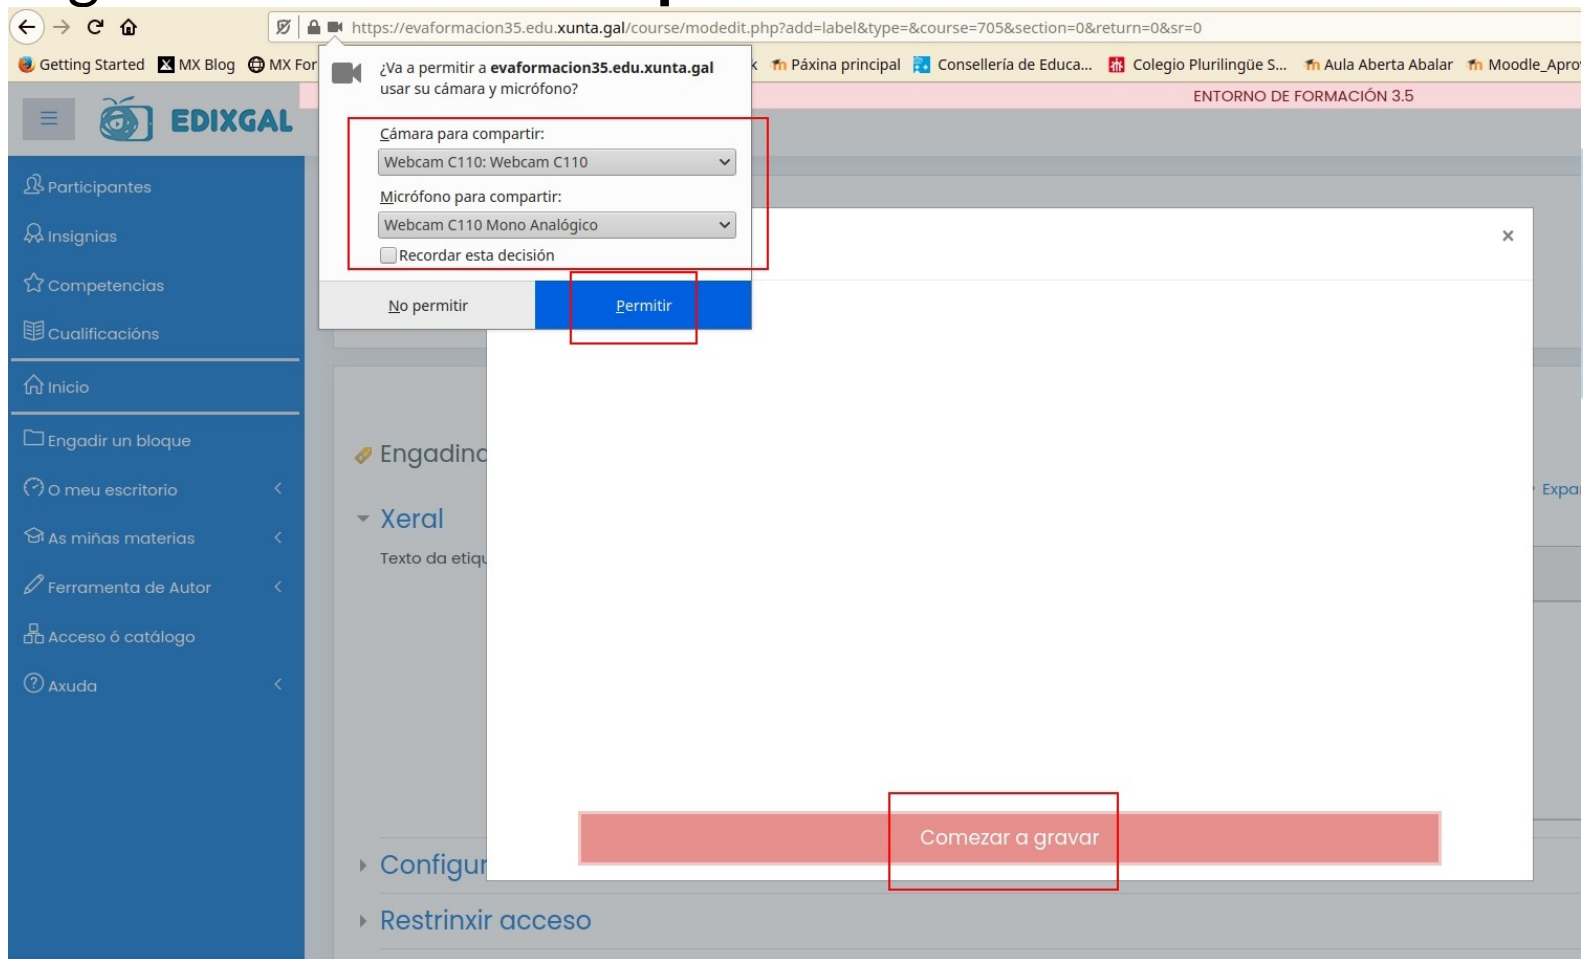 https://evaformacion35.edu.xunta.gal/course/modedit.php?add=label&type=&course=705&section=0&return=0&sr=0
Getting Started MX Blog MX For Páxina principal Consellería de Educa... Colegio Plurilingüe S... Aula Aberta Abalar Moodle_Apro
ENTORNO DE FORMACIÓN 3.5
EDIXGAL
¿Va a permitir a evaformacion35.edu.xunta.gal
usar su cámara y micrófono?
Cámara para compartir:
Webcam C110: Webcam C110
Micrófono para compartir:
Webcam C110 Mono Analógico
Recordar esta decisión
No permitir Permitir
Participantes
Insignias
Competencias
Cualificacións
Inicio
Engadir un bloque
O meu escritorio
As miñas materias
Ferramenta de Autor
Acceso ó catálogo
Axuda
Engadinc
Expa
Xeral
Texto da etiqu
Comezar a gravar
Configur
Restrinxir acceso